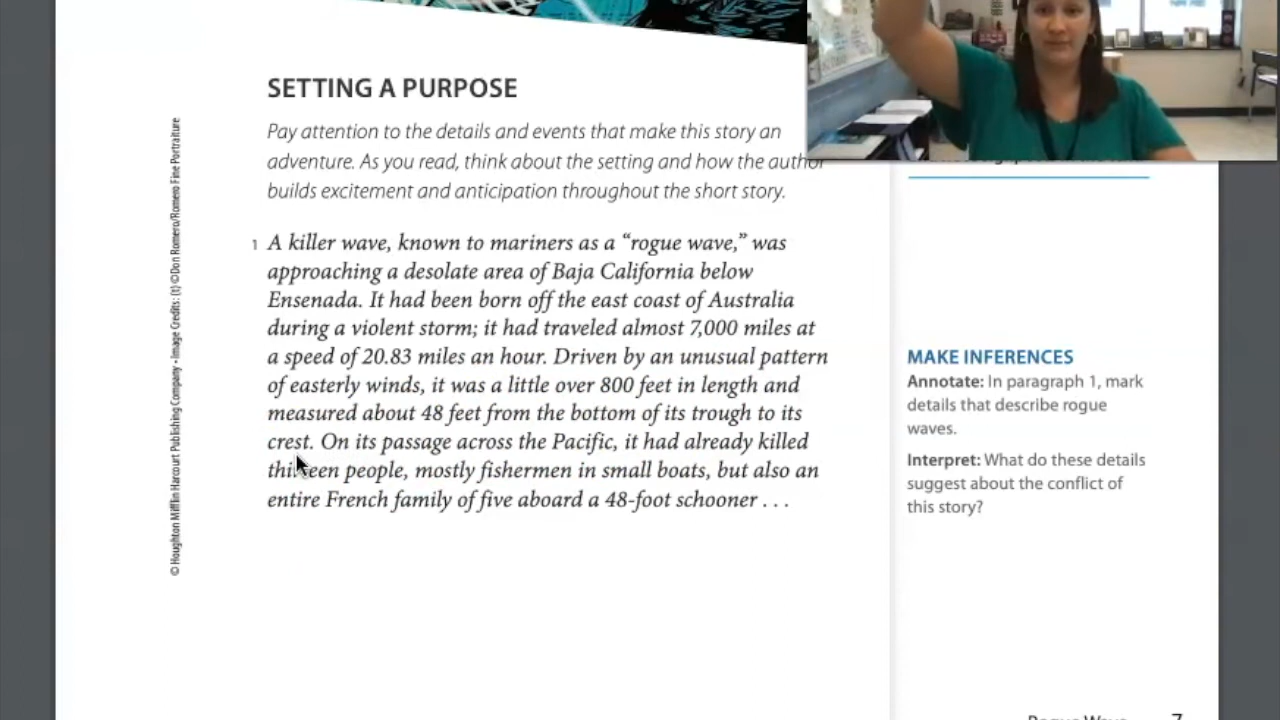 SETTING A PURPOSE
Pay attention to the details and events that make this story an
adventure. As you read, think about the setting and how the author
builds excitement and anticipation throughout the short story.
1 A killer wave, known to mariners as a “rogue wave,” was
approaching a desolate area of Baja California below
Ensenada. It had been born off the east coast of Australia
during a violent storm; it had traveled almost 7,000 miles at
a speed of 20.83 miles an hour. Driven by an unusual pattern
of easterly winds, it was a little over 800 feet in length and
measured about 48 feet from the bottom of its trough to its
crest. On its passage across the Pacific, it had already killed
thirteen people, mostly fishermen in small boats, but also an
entire French family of five aboard a 48-foot schooner . . .
MAKE INFERENCES
Annotate: In paragraph 1, mark
details that describe rogue
waves.
Interpret: What do these details
suggest about the conflict of
this story?
© Houghton Mifflin Harcourt Publishing Company • Image Credits: (t) ©Don Romero/Romero Fine Portraiture
Rogue Wave 7